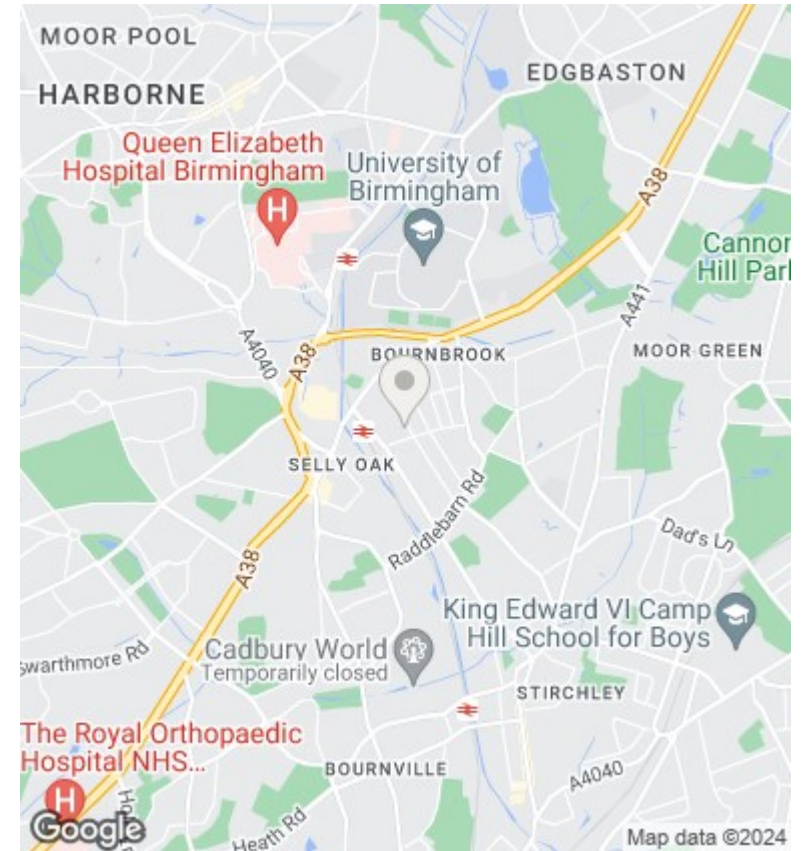 MOOR POOL
EDGBASTON
HARBORNE
Queen Elizabeth
Hospital Birmingham
H
University of
Birmingham
A38
Cannon
Hill Park
A441
A4040
A38
BOURNBROOK
MOOR GREEN
SELLY OAK
Raddlebarn Rd
Dad's Ln
A38
King Edward VI Camp
Hill School for Boys
Swarthmore Rd
Cadbury World
Temporarily closed
STIRCHLEY
The Royal Orthopaedic
Hospital NHS...
H
BOURNVILLE
A4040
Heath Rd
Google
Map data ©2024